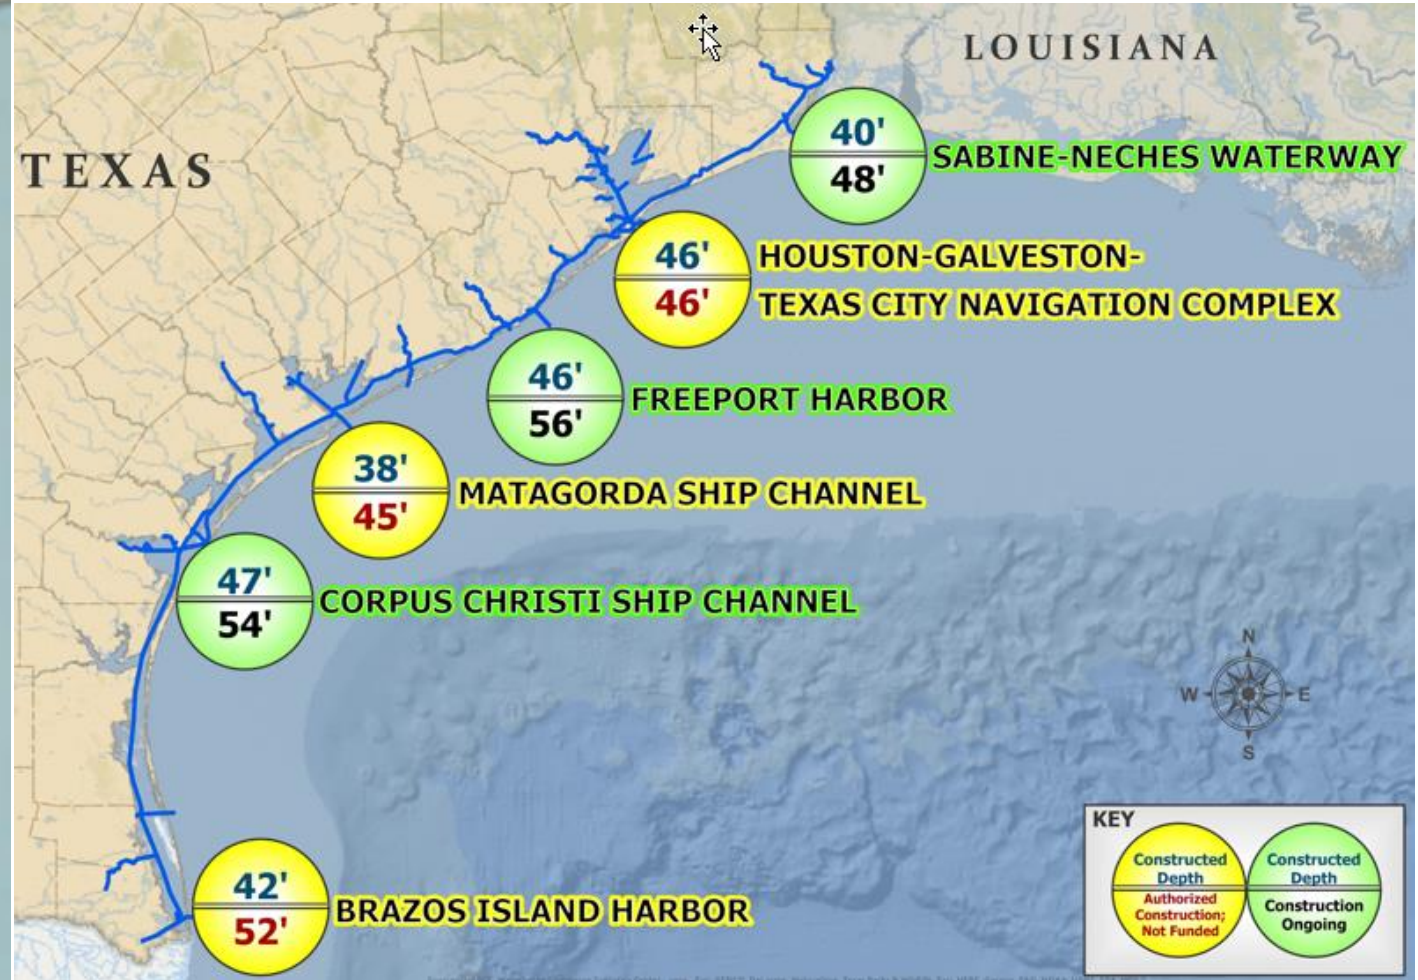 LOUISIANA
TEXAS
40'
48'
SABINE-NECHES WATERWAY
46'
46'
HOUSTON-GALVESTON-
TEXAS CITY NAVIGATION COMPLEX
46'
56'
FREEPORT HARBOR
38'
45'
MATAGORDA SHIP CHANNEL
47'
54'
CORPUS CHRISTI SHIP CHANNEL
N
W
E
S
42'
52'
BRAZOS ISLAND HARBOR
KEY
Constructed
Depth
Authorized
Construction;
Not Funded
Constructed
Depth
Construction
Ongoing